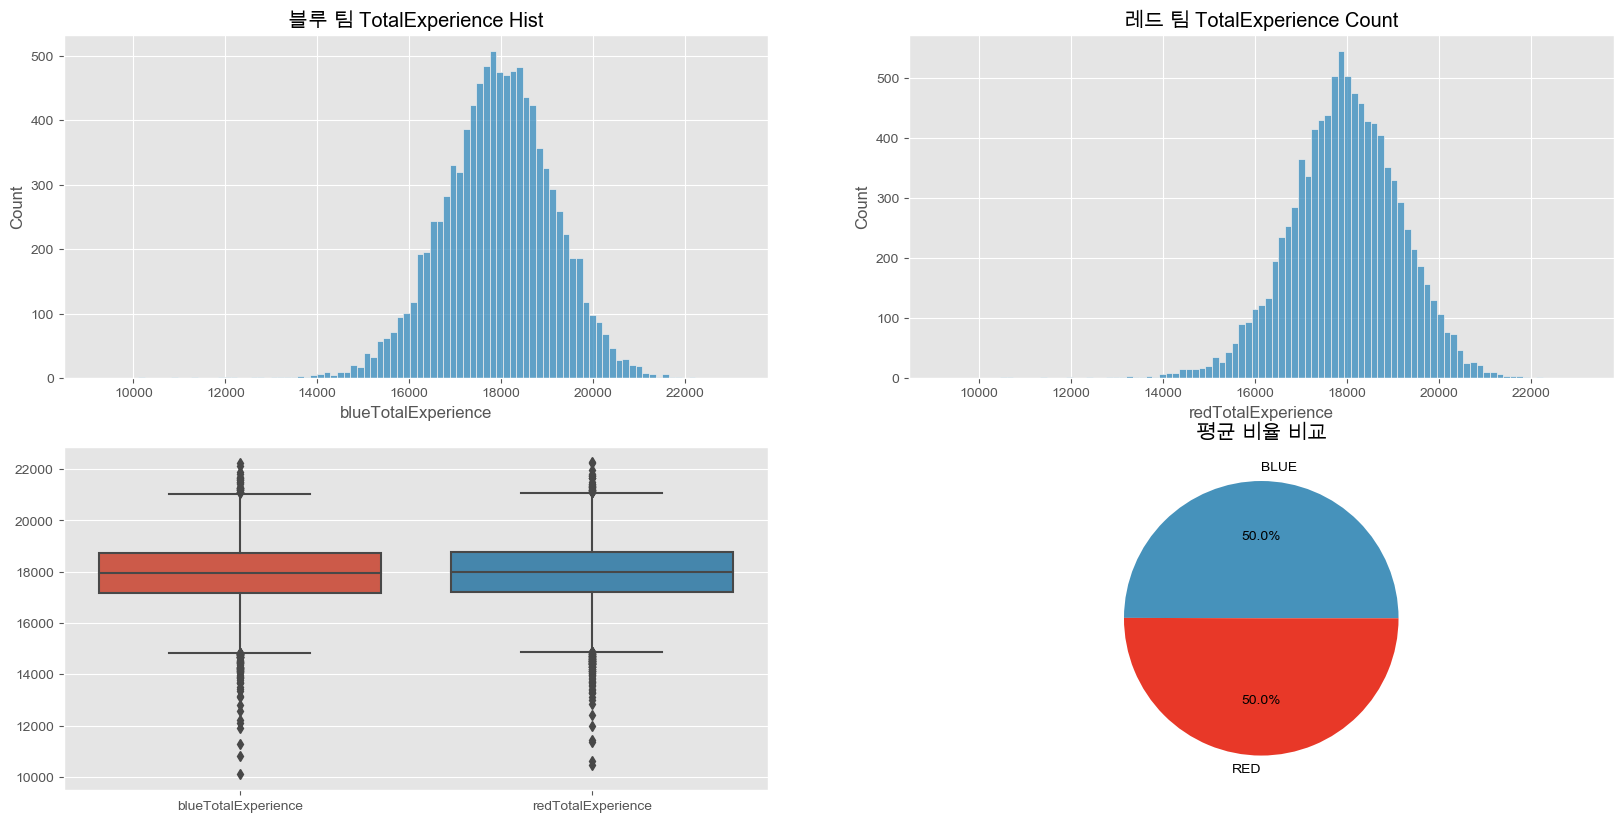 블루 팀 TotalExperience Hist
500
400
300
200
100
0
Count
10000 12000 14000 16000 18000 20000 22000
blueTotalExperience
레드 팀 TotalExperience Count
500
400
300
200
100
0
Count
10000 12000 14000 16000 18000 20000 22000
redTotalExperience
22000
20000
18000
16000
14000
12000
10000
blueTotalExperience redTotalExperience
평균 비율 비교
BLUE
50.0%
50.0%
RED